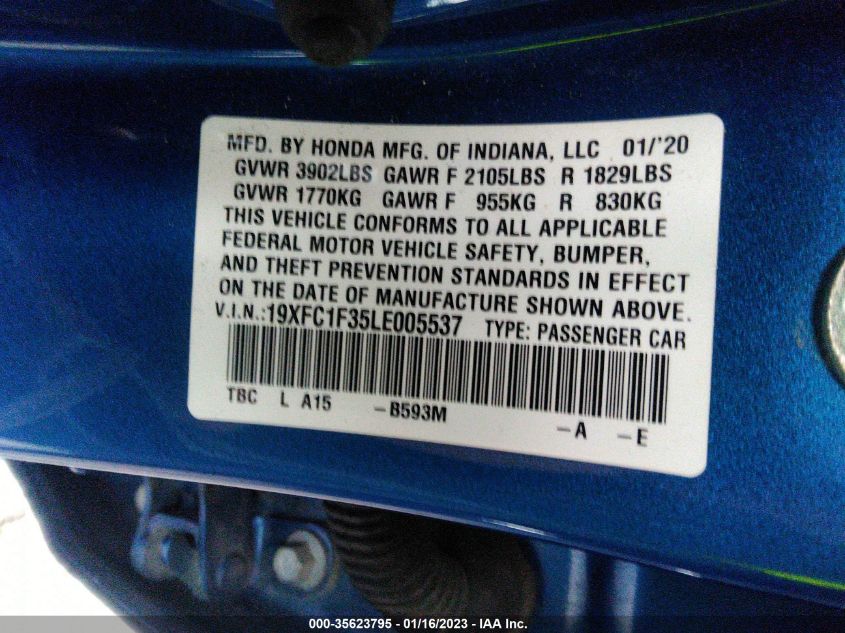 MFD. BY HONDA MFG. OF INDIANA, LLC 01/'20
GVWR 3902LBS GAWR F 2105LBS R 1829LBS
GVWR 1770KG GAWR F 955KG R 830KG
THIS VEHICLE CONFORMS TO ALL APPLICABLE
FEDERAL MOTOR VEHICLE SAFETY, BUMPER,
AND THEFT PREVENTION STANDARDS IN EFFECT
ON THE DATE OF MANUFACTURE SHOWN ABOVE.
V.I.N.:19XFC1F35LE005537 TYPE: PASSENGER CAR
TBC L A15 -B593M -A -E
000-35623795 - 01/16/2023 - IAA Inc.